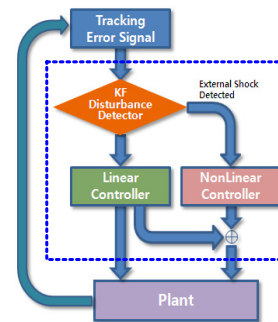 Tracking
Error Signal
External Shock
Detected
KF
Disturbance
Detector
Linear
Controller
NonLinear
Controller
Plant